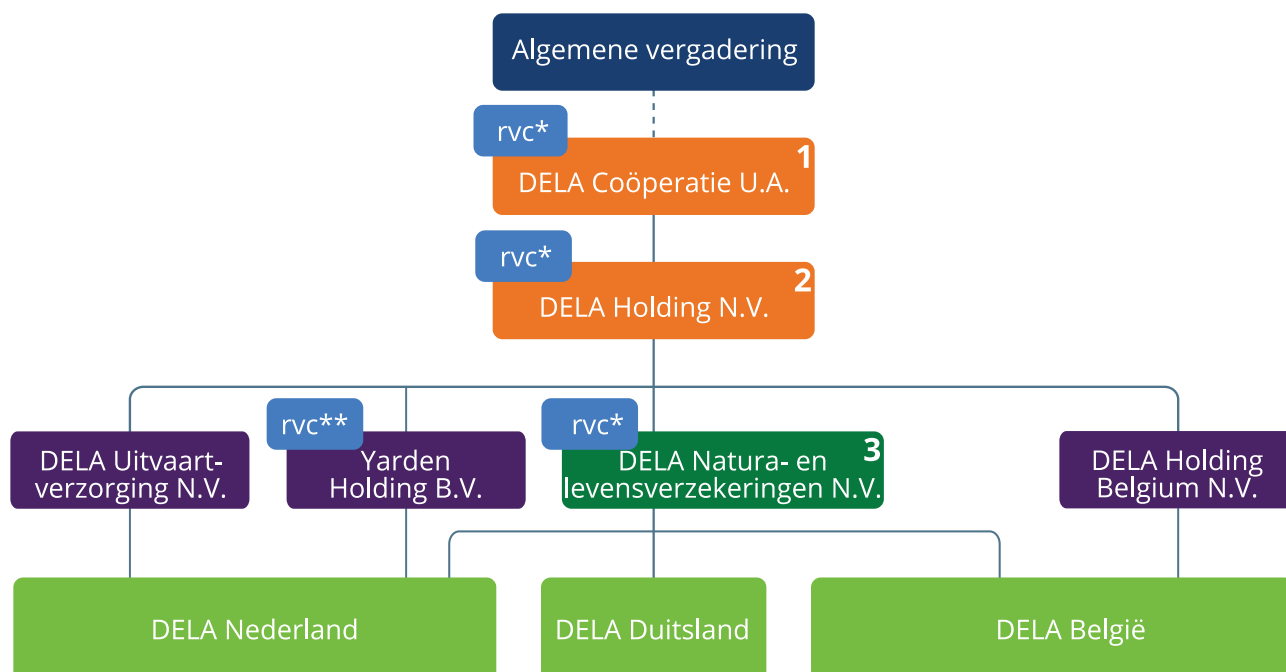 Algemene vergadering
rvc*
1
DELA Coöperatie U.A.
rvc*
2
DELA Holding N.V.
rvc**
rvc*
DELA Uitvaart-
verzorging N.V.
Yarden
Holding B.V.
3
DELA Natura- en
levensverzekeringen N.V.
DELA Holding
Belgium N.V.
DELA Nederland
DELA Duitsland
DELA België